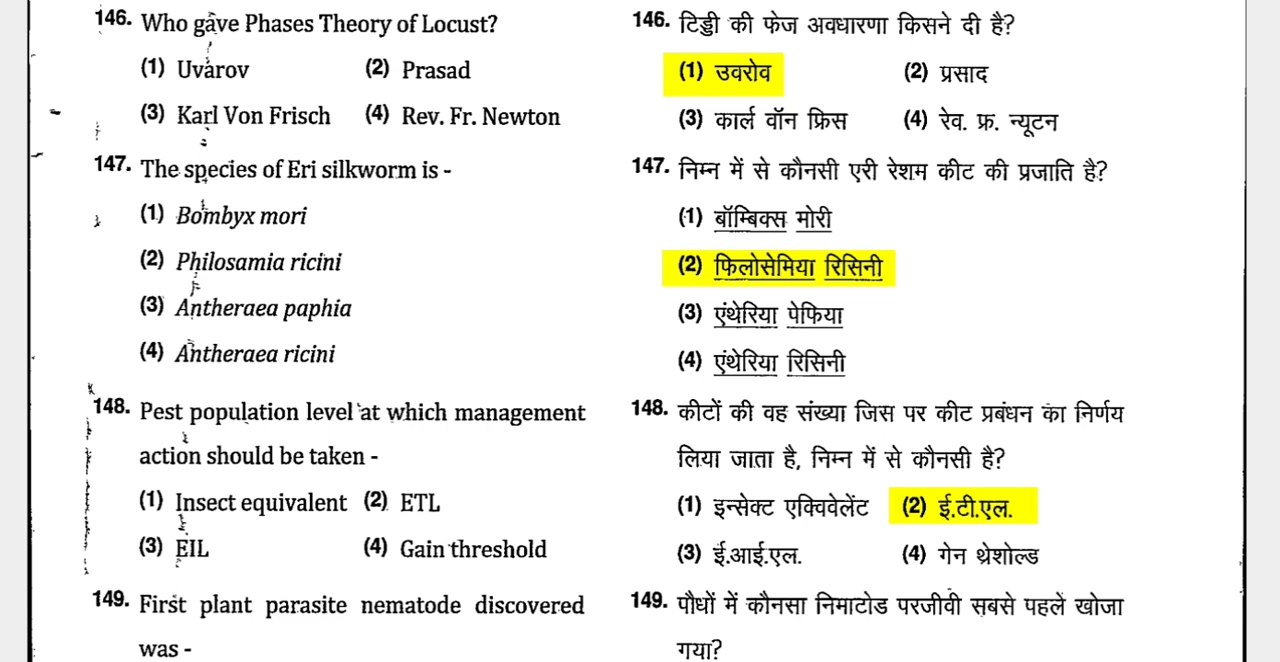 146. Who gave Phases Theory of Locust?
(1) Uvarov (2) Prasad
(3) Karl Von Frisch (4) Rev. Fr. Newton
147. The species of Eri silkworm is -
(1) Bombyx mori
(2) Philosamia ricini
(3) Antheraea paphia
(4) Antheraea ricini
148. Pest population level at which management
action should be taken -
(1) Insect equivalent (2) ETL
(3) EIL (4) Gain threshold
149. First plant parasite nematode discovered
was -
146. टिड्डी की फेज अवधारणा किसने दी है?
(1) उवरोव (2) प्रसाद
(3) कार्ल वॉन फ्रिस (4) रेव. फ्र. न्यूटन
147. निम्न में से कौनसी एरी रेशम कीट की प्रजाति है?
(1) बॉम्बिक्स मोरी
(2) फिलोसेमिया रिसिनी
(3) एंथेरिया पेफिया
(4) एंथेरिया रिसिनी
148. कीटों की वह संख्या जिस पर कीट प्रबंधन का निर्णय
लिया जाता है, निम्न में से कौनसी है?
(1) इन्सेक्ट एक्विवेलेंट (2) ई.टी.एल.
(3) ई.आई.एल. (4) गेन थ्रेशोल्ड
149. पौधों में कौनसा निमाटोड परजीवी सबसे पहले खोजा
गया?